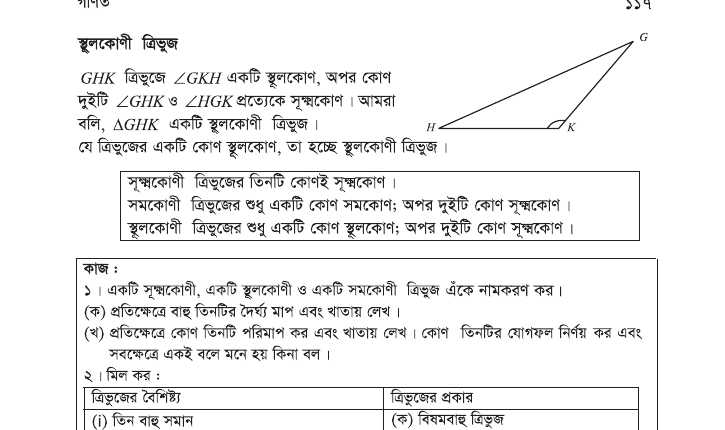 গণিত ১১৭
স্থূলকোণী ত্রিভুজ
G
GHK ত্রিভুজে ∠GKH একটি স্থূলকোণ, অপর কোণ
দুইটি ∠GHK ও ∠HGK প্রত্যেকে সূক্ষ্মকোণ। আমরা
বলি, ΔGHK একটি স্থূলকোণী ত্রিভুজ।
H K
যে ত্রিভুজের একটি কোণ স্থূলকোণ, তা হচ্ছে স্থূলকোণী ত্রিভুজ।
সূক্ষ্মকোণী ত্রিভুজের তিনটি কোণই সূক্ষ্মকোণ।
সমকোণী ত্রিভুজের শুধু একটি কোণ সমকোণ; অপর দুইটি কোণ সূক্ষ্মকোণ।
স্থূলকোণী ত্রিভুজের শুধু একটি কোণ স্থূলকোণ; অপর দুইটি কোণ সূক্ষ্মকোণ।
কাজ :
১। একটি সূক্ষ্মকোণী, একটি স্থূলকোণী ও একটি সমকোণী ত্রিভুজ এঁকে নামকরণ কর।
(ক) প্রতিক্ষেত্রে বাহু তিনটির দৈর্ঘ্য মাপ এবং খাতায় লেখ।
(খ) প্রতিক্ষেত্রে কোণ তিনটি পরিমাপ কর এবং খাতায় লেখ। কোণ তিনটির যোগফল নির্ণয় কর এবং
সবক্ষেত্রে একই বলে মনে হয় কিনা বল।
২। মিল কর :
ত্রিভুজের বৈশিষ্ট্য ত্রিভুজের প্রকার
(i) তিন বাহু সমান (ক) বিষমবাহু ত্রিভুজ